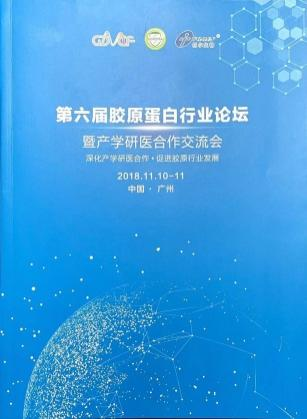 第六届胶原蛋白行业论坛
暨产学研医合作交流会
深化产学研医合作·促进胶原行业发展
2018.11.10-11
中国·广州